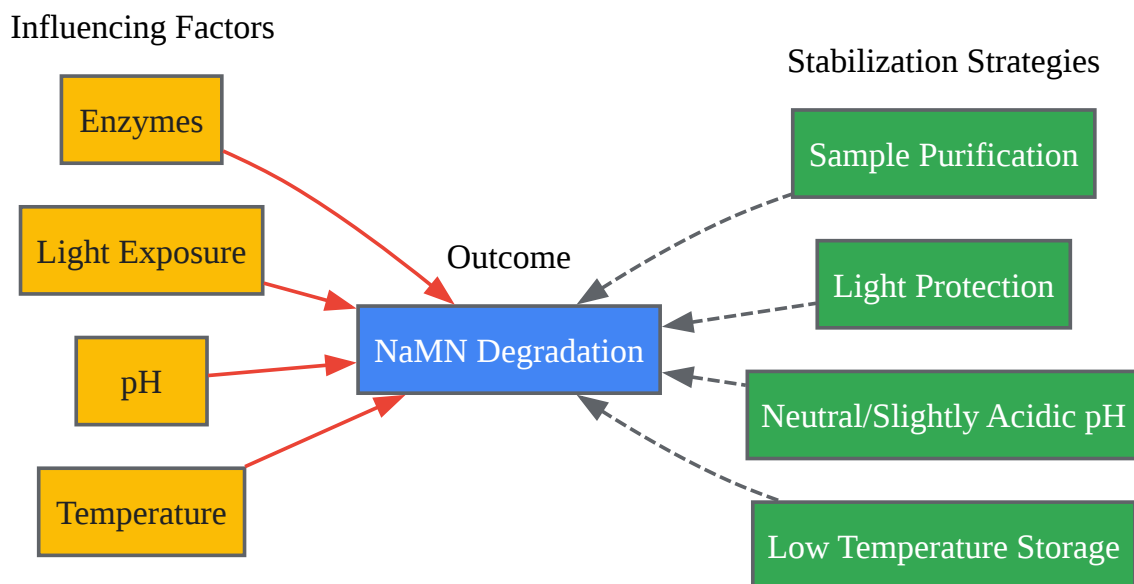 Influencing Factors
Enzymes
Light Exposure
pH
Temperature
Outcome
NaMN Degradation
Stabilization Strategies
Sample Purification
Light Protection
Neutral/Slightly Acidic pH
Low Temperature Storage